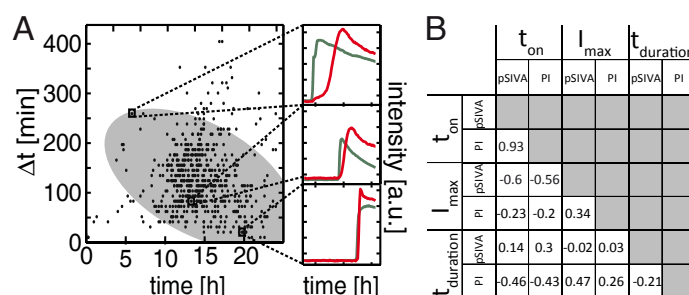 A
B
Δt [min]
400
300
200
100
0
0
5
10
15
20
time [h]
time [h]
intensity [a.u.]
t_on I_max t_duration
pSIVA PI pSIVA PI pSIVA PI
t_on pSIVA
PI 0.93
I_max pSIVA -0.6 -0.56
PI -0.23 -0.2 0.34
t_duration pSIVA 0.14 0.3 -0.02 0.03
PI -0.46 -0.43 0.47 0.26 -0.21